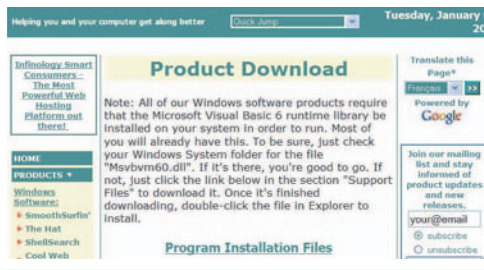 Helping you and your computer get along better
Quick Jump
Tuesday, January
20
Infinology Smart
Consumers -
The Most
Powerful Web
Hosting
Platform out
there!
HOME
PRODUCTS
Windows
Software:
SmoothSurfin'
The Hat
ShellSearch
Cool Web
Product Download
Note: All of our Windows software products require
that the Microsoft Visual Basic 6 runtime library be
installed on your system in order to run. Most of
you will already have this. To be sure, just check
your Windows System folder for the file
"Msvbvm60.dll". If it's there, you're good to go. If
not, just click the link below in the section "Support
Files" to download it. Once it's finished
downloading, double-click the file in Explorer to
install.
Program Installation Files
Translate this
Page*
Français
>>
Powered by
Google
Join our mailing
list and stay
informed of
product updates
and new
releases.
your@email
subscribe
unsubscribe